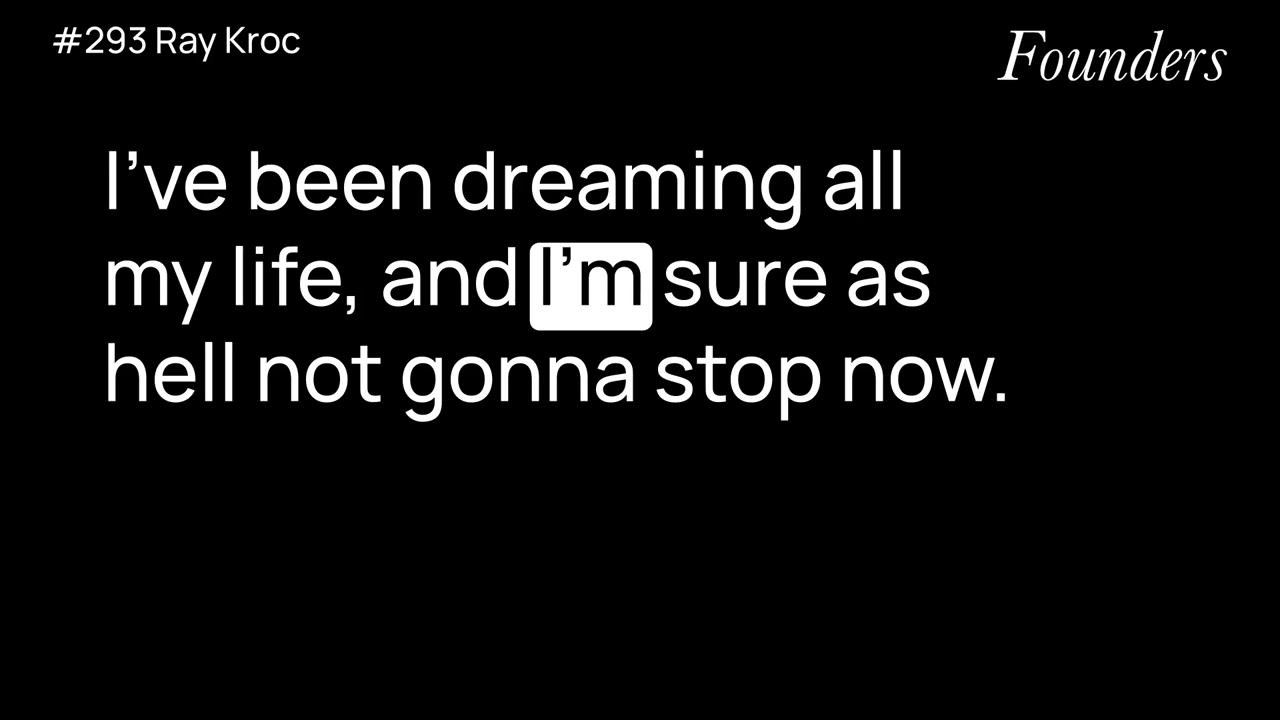 #293 Ray Kroc
Founders
I’ve been dreaming all
my life, and I’m sure as
hell not gonna stop now.